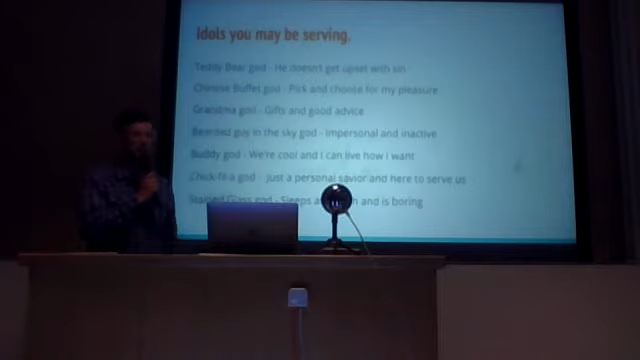 Idols you may be serving.
Teddy Bear god - He doesn't get upset with sin
Chinese Buffet god - Pick and choose for my pleasure
Grandma god - Gifts and good advice
Bearded guy in the sky god - Impersonal and inactive
Buddy god - We're cool and I can live how I want
Chick-fil-a god - Just a personal savior and here to serve us
Stained Glass god - Sleeps and is boring